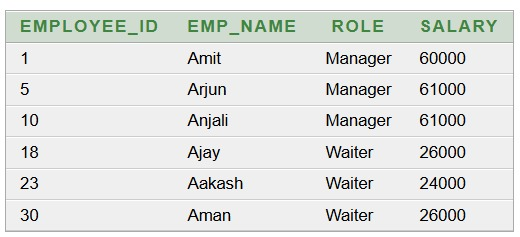 EMPLOYEE_ID EMP_NAME ROLE SALARY
1 Amit Manager 60000
5 Arjun Manager 61000
10 Anjali Manager 61000
18 Ajay Waiter 26000
23 Aakash Waiter 24000
30 Aman Waiter 26000